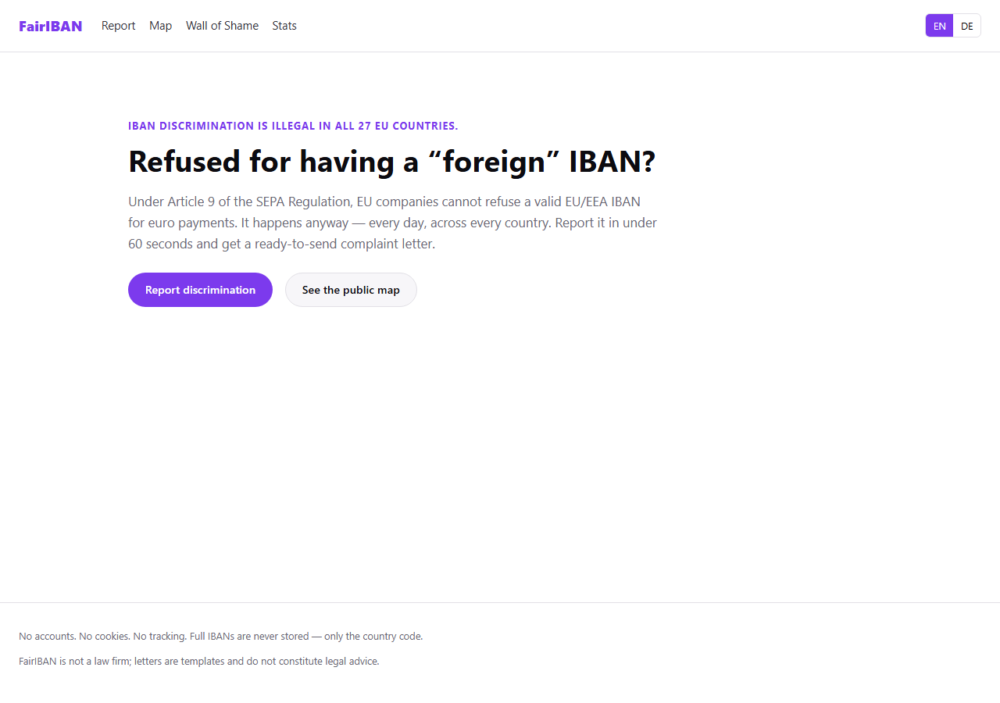 FairIBAN
Report
Map
Wall of Shame
Stats
EN
DE
IBAN DISCRIMINATION IS ILLEGAL IN ALL 27 EU COUNTRIES.
Refused for having a “foreign” IBAN?
Under Article 9 of the SEPA Regulation, EU companies cannot refuse a valid EU/EEA IBAN
for euro payments. It happens anyway — every day, across every country. Report it in under
60 seconds and get a ready-to-send complaint letter.
Report discrimination
See the public map
No accounts. No cookies. No tracking. Full IBANs are never stored — only the country code.
FairIBAN is not a law firm; letters are templates and do not constitute legal advice.